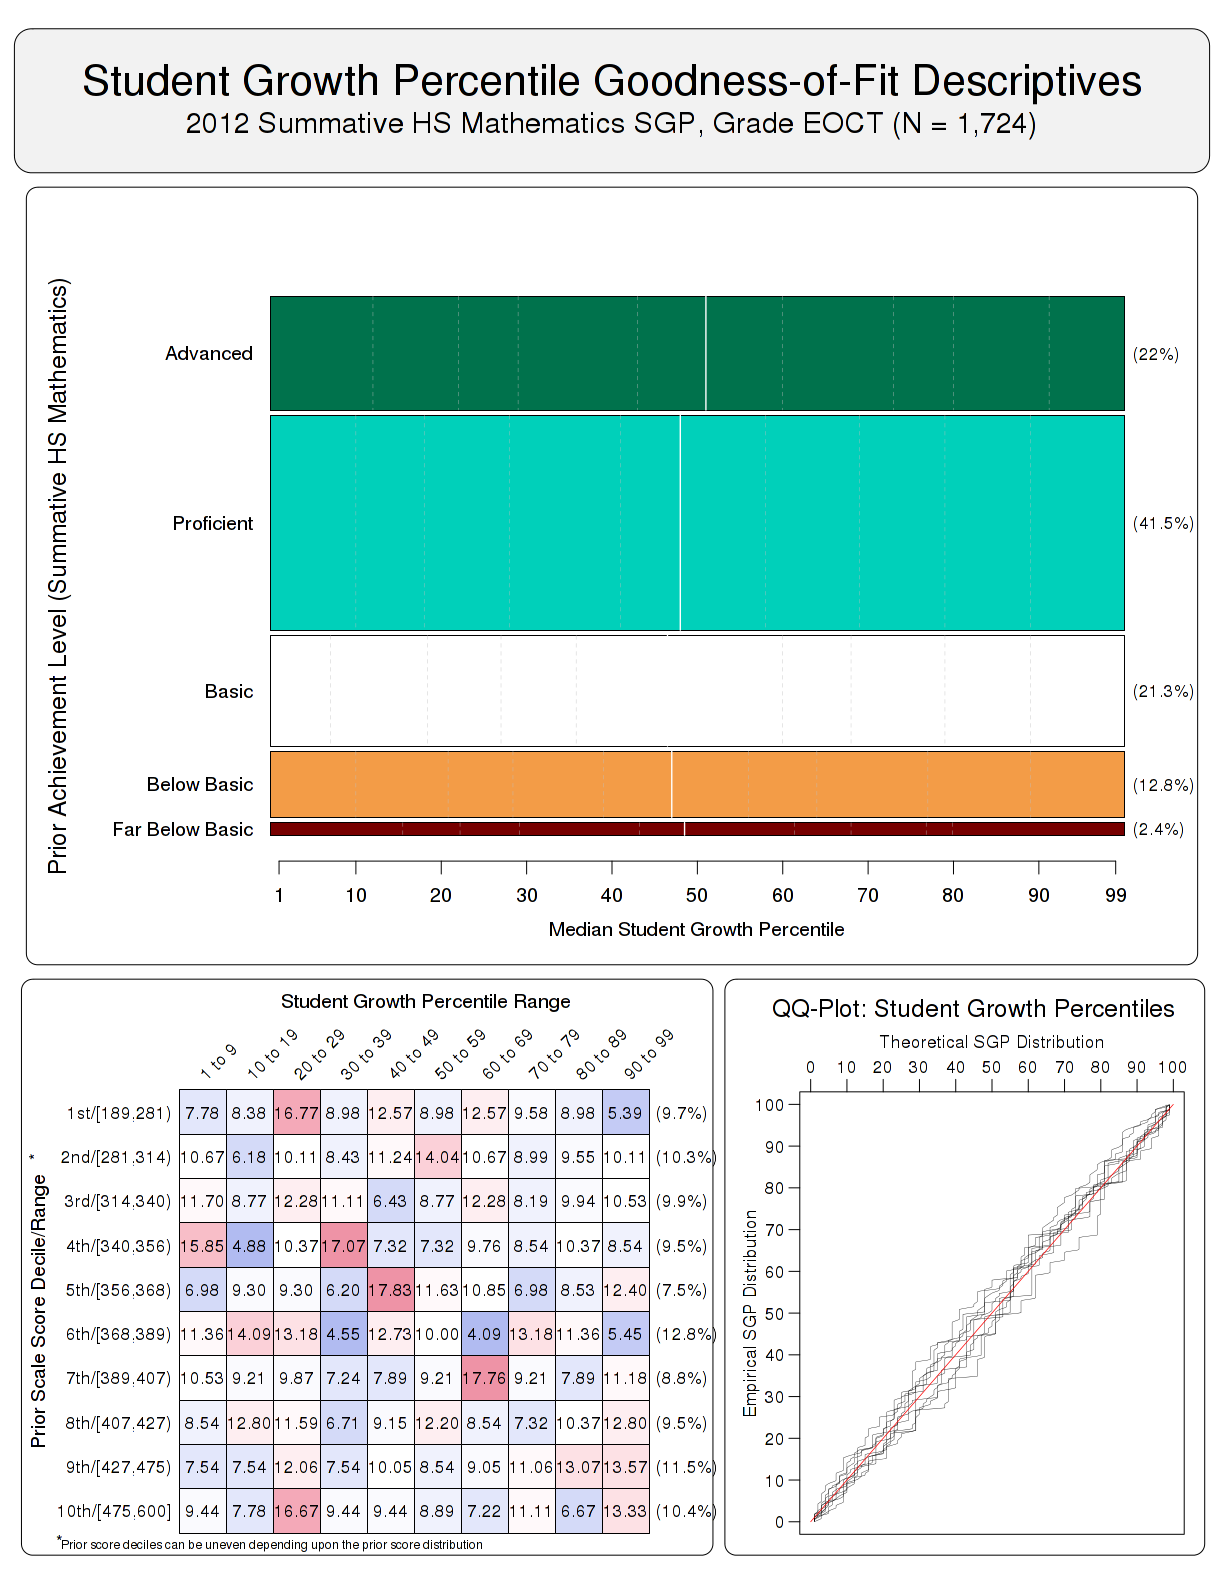 Student Growth Percentile Goodness-of-Fit Descriptives
2012 Summative HS Mathematics SGP, Grade EOCT (N = 1,724)
Prior Achievement Level (Summative HS Mathematics)
Advanced (22%)
Proficient (41.5%)
Basic (21.3%)
Below Basic (12.8%)
Far Below Basic (2.4%)
1 10 20 30 40 50 60 70 80 90 99
Median Student Growth Percentile
Student Growth Percentile Range
1 to 9 10 to 19 20 to 29 30 to 39 40 to 49 50 to 59 60 to 69 70 to 79 80 to 89 90 to 99
Prior Scale Score Decile/Range *
1st/[189,281) 7.78 8.38 16.77 8.98 12.57 8.98 12.57 9.58 8.98 5.39 (9.7%)
2nd/[281,314) 10.67 6.18 10.11 8.43 11.24 14.04 10.67 8.99 9.55 10.11 (10.3%)
3rd/[314,340) 11.70 8.77 12.28 11.11 6.43 8.77 12.28 8.19 9.94 10.53 (9.9%)
4th/[340,356) 15.85 4.88 10.37 17.07 7.32 7.32 9.76 8.54 10.37 8.54 (9.5%)
5th/[356,368) 6.98 9.30 9.30 6.20 17.83 11.63 10.85 6.98 8.53 12.40 (7.5%)
6th/[368,389) 11.36 14.09 13.18 4.55 12.73 10.00 4.09 13.18 11.36 5.45 (12.8%)
7th/[389,407) 10.53 9.21 9.87 7.24 7.89 9.21 17.76 9.21 7.89 11.18 (8.8%)
8th/[407,427) 8.54 12.80 11.59 6.71 9.15 12.20 8.54 7.32 10.37 12.80 (9.5%)
9th/[427,475) 7.54 7.54 12.06 7.54 10.05 8.54 9.05 11.06 13.07 13.57 (11.5%)
10th/[475,600] 9.44 7.78 16.67 9.44 9.44 8.89 7.22 11.11 6.67 13.33 (10.4%)
*Prior score deciles can be uneven depending upon the prior score distribution
QQ-Plot: Student Growth Percentiles
Theoretical SGP Distribution
0 10 20 30 40 50 60 70 80 90 100
Empirical SGP Distribution
100
90
80
70
60
50
40
30
20
10
0